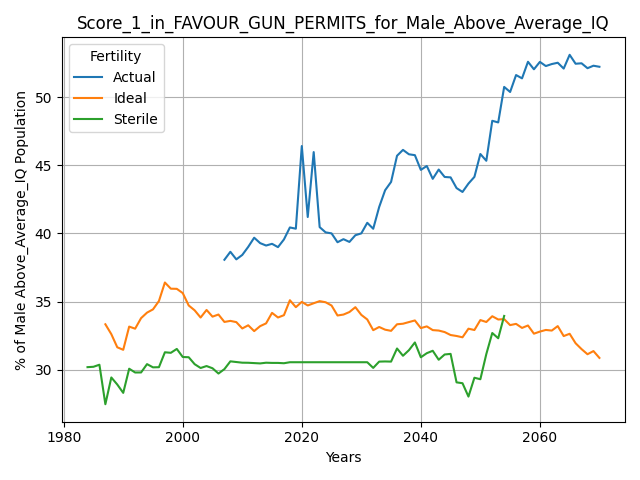 Score_1_in_FAVOUR_GUN_PERMITS_for_Male_Above_Average_IQ
Fertility
Actual
Ideal
Sterile
% of Male Above_Average_IQ Population
50
45
40
35
30
1980
2000
2020
2040
2060
Years